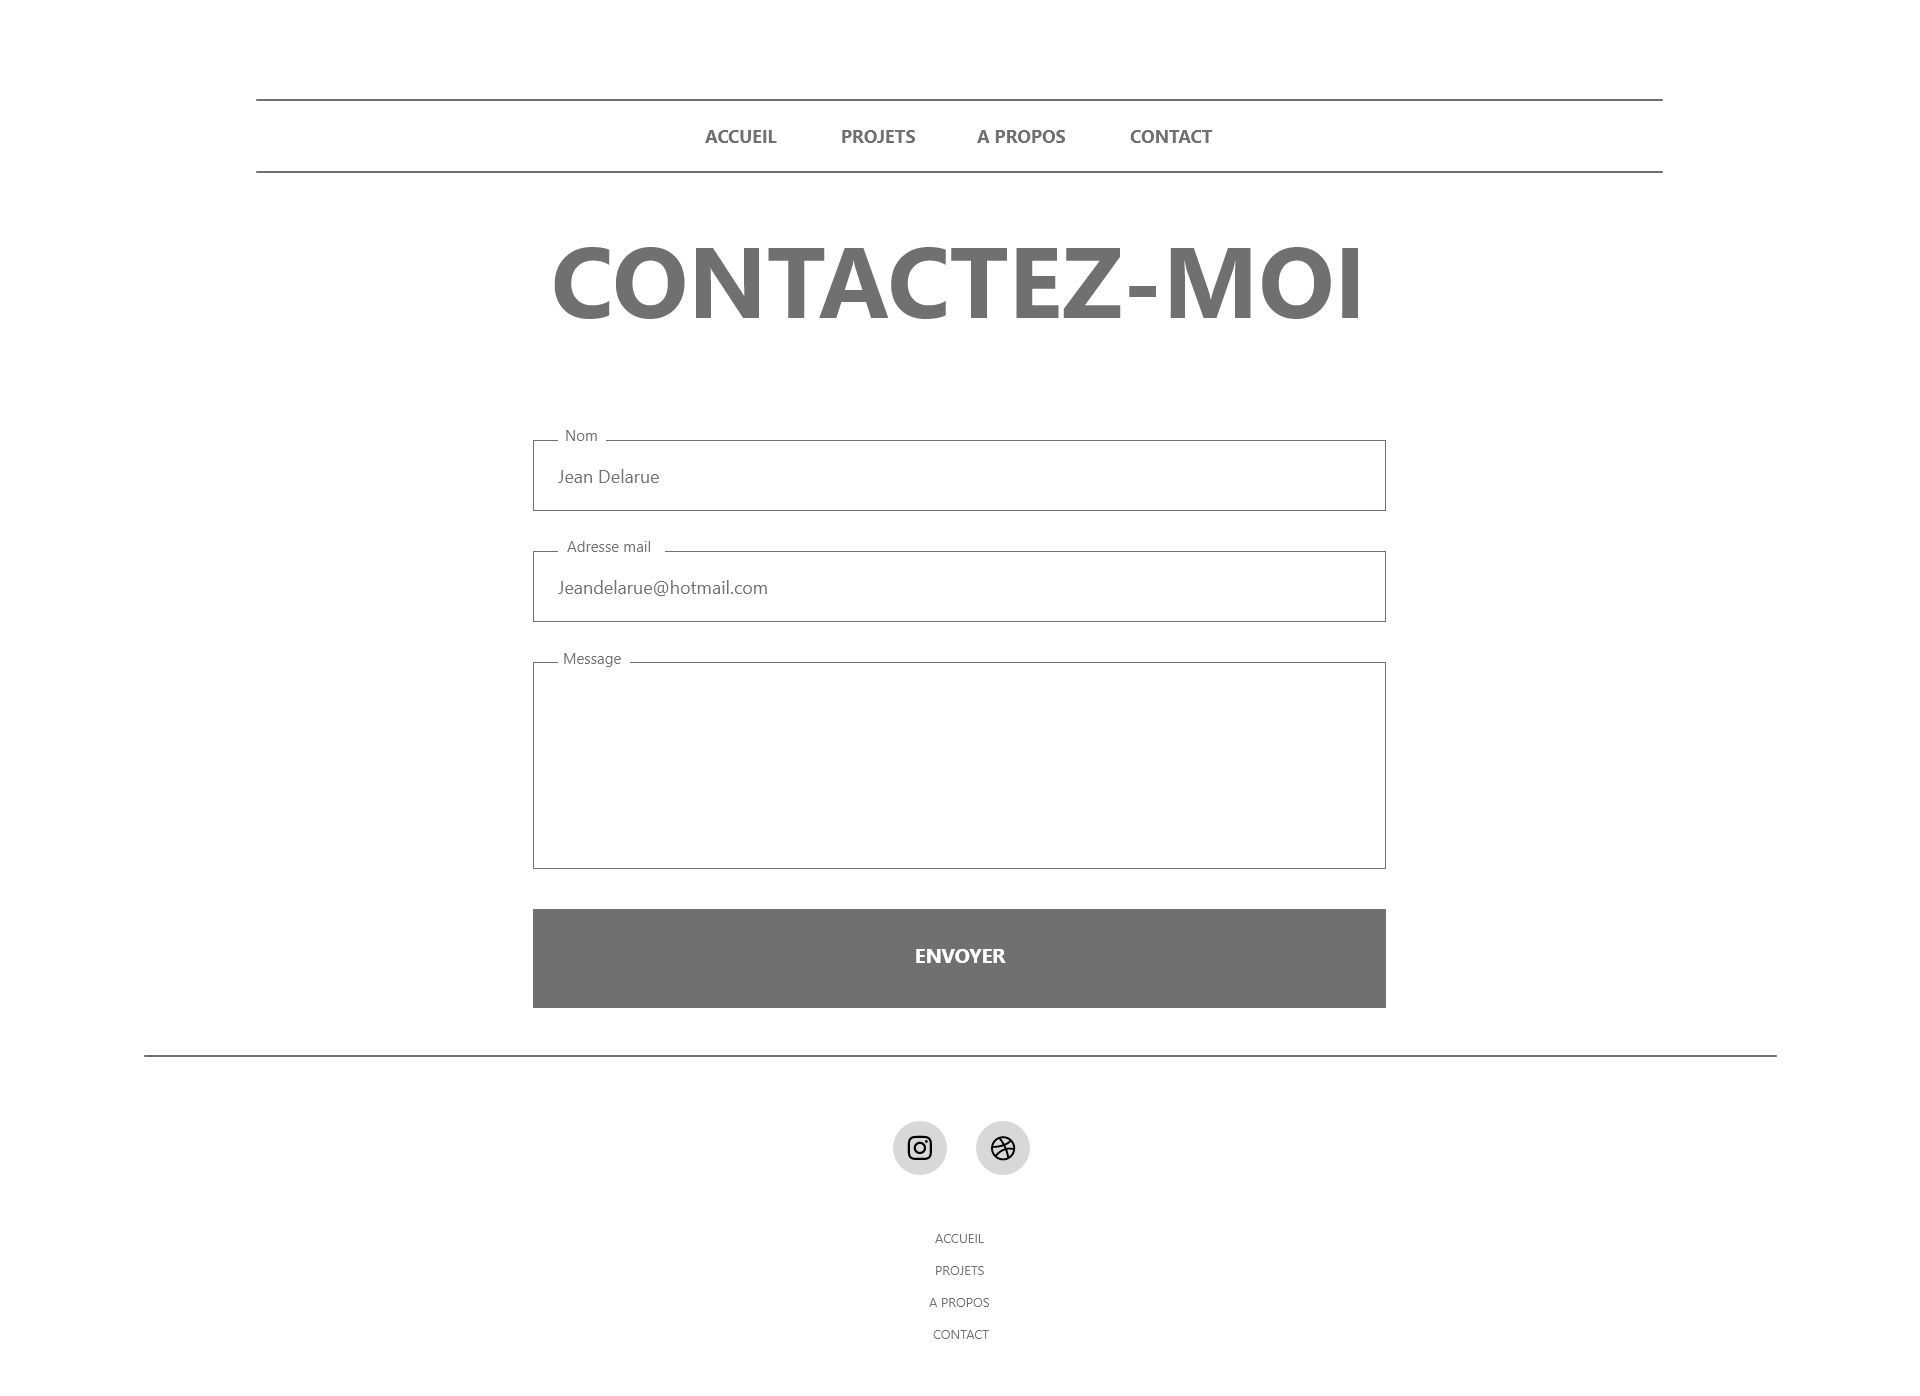 ACCUEIL PROJETS A PROPOS CONTACT
CONTACTEZ-MOI
Nom
Jean Delarue
Adresse mail
Jeandelarue@hotmail.com
Message
ENVOYER
ACCUEIL
PROJETS
A PROPOS
CONTACT